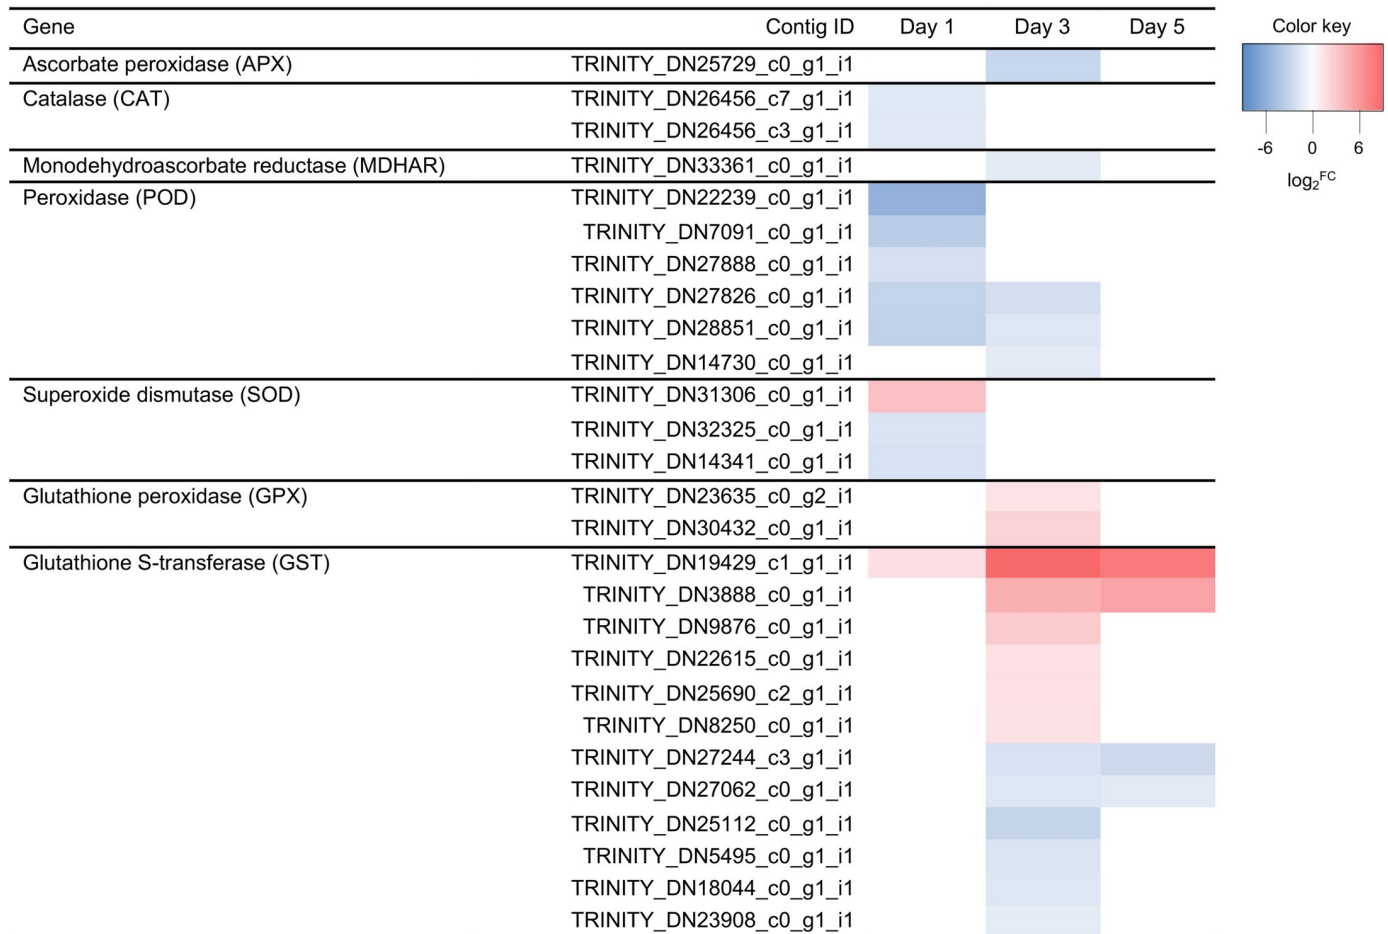 Gene Contig ID Day 1 Day 3 Day 5
Ascorbate peroxidase (APX) TRINITY_DN25729_c0_g1_i1
Catalase (CAT) TRINITY_DN26456_c7_g1_i1
TRINITY_DN26456_c3_g1_i1
Monodehydroascorbate reductase (MDHAR) TRINITY_DN33361_c0_g1_i1
Peroxidase (POD) TRINITY_DN22239_c0_g1_i1
TRINITY_DN7091_c0_g1_i1
TRINITY_DN27888_c0_g1_i1
TRINITY_DN27826_c0_g1_i1
TRINITY_DN28851_c0_g1_i1
TRINITY_DN14730_c0_g1_i1
Superoxide dismutase (SOD) TRINITY_DN31306_c0_g1_i1
TRINITY_DN32325_c0_g1_i1
TRINITY_DN14341_c0_g1_i1
Glutathione peroxidase (GPX) TRINITY_DN23635_c0_g2_i1
TRINITY_DN30432_c0_g1_i1
Glutathione S-transferase (GST) TRINITY_DN19429_c1_g1_i1
TRINITY_DN3888_c0_g1_i1
TRINITY_DN9876_c0_g1_i1
TRINITY_DN22615_c0_g1_i1
TRINITY_DN25690_c2_g1_i1
TRINITY_DN8250_c0_g1_i1
TRINITY_DN27244_c3_g1_i1
TRINITY_DN27062_c0_g1_i1
TRINITY_DN25112_c0_g1_i1
TRINITY_DN5495_c0_g1_i1
TRINITY_DN18044_c0_g1_i1
TRINITY_DN23908_c0_g1_i1
Color key
-6 0 6
log₂FC